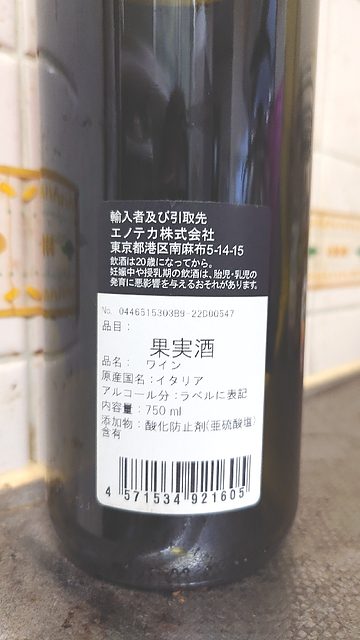 輸入者及び引取先
エノテカ株式会社
東京都港区南麻布5-14-15
飲酒は20歳になってから。
妊娠中や授乳期の飲酒は、胎児・乳児の
発育に悪影響を与えるおそれがあります。
No. 0446515303B9-22D00547
品目：
果実酒
品名： ワイン
原産国名：イタリア
アルコール分：ラベルに表記
内容量：750 ml
添加物：酸化防止剤(亜硫酸塩)
含有
4 571534 921605